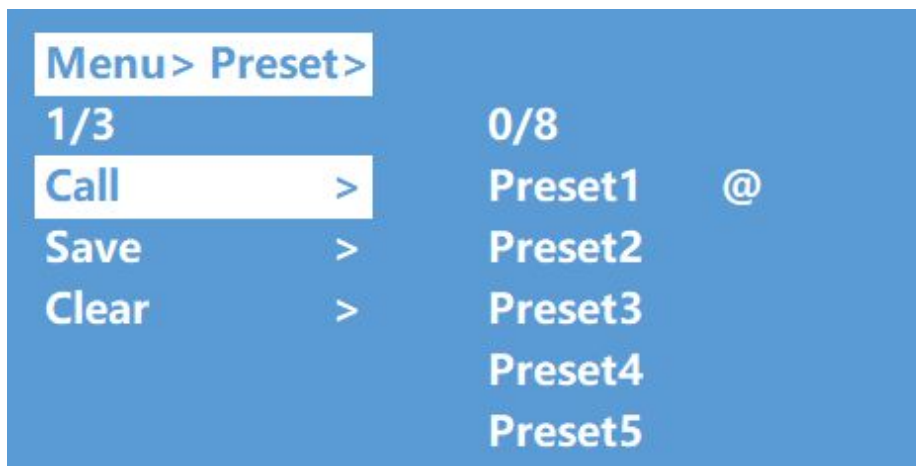 Menu> Preset>
1/3 0/8
Call > Preset1 @
Save > Preset2
Clear > Preset3
Preset4
Preset5